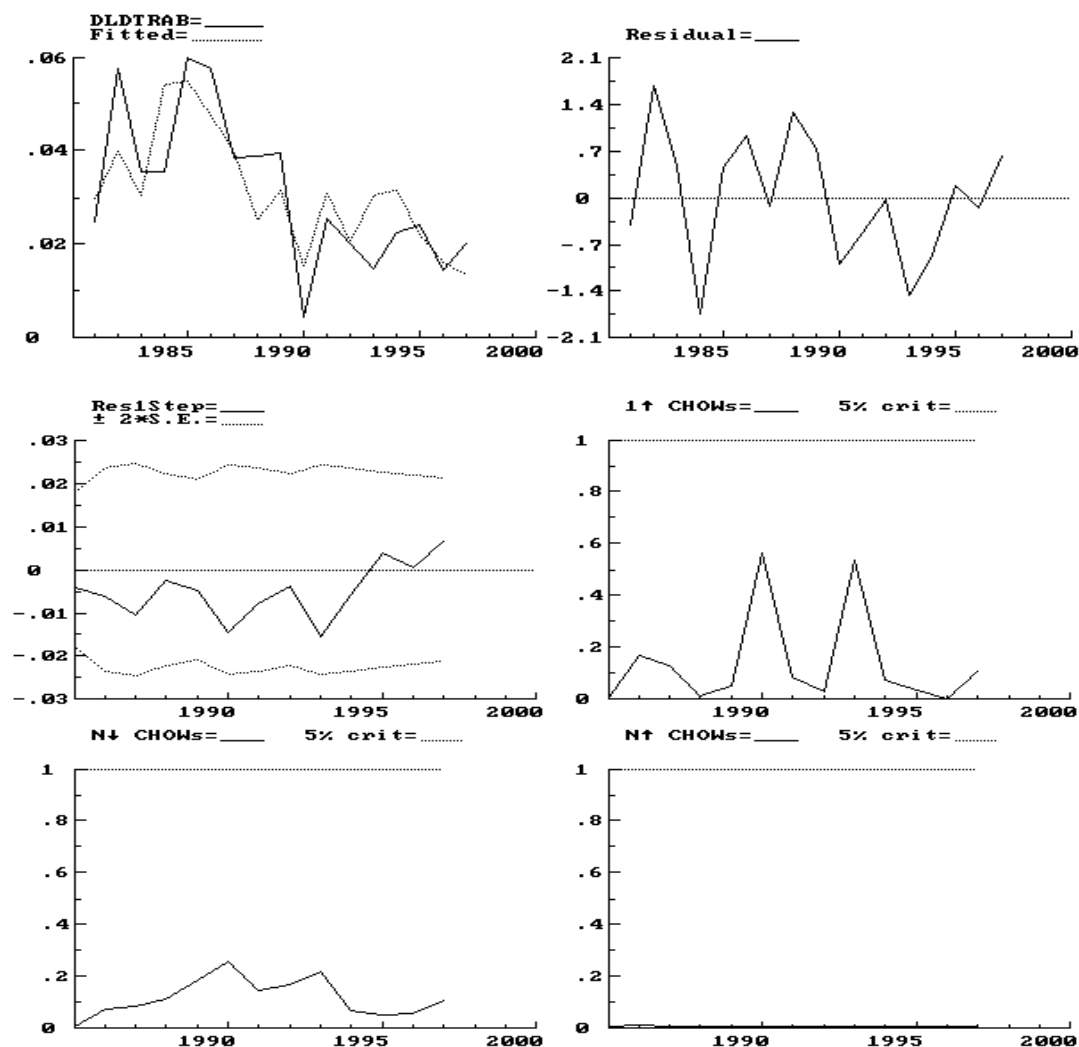 DLDTRAB=
Fitted=
.06
.04
.02
0
1985 1990 1995 2000
Residual=
2.1
1.4
.7
0
-.7
-1.4
-2.1
1985 1990 1995 2000
Res1Step=
± 2*S.E.=
.03
.02
.01
0
-.01
-.02
-.03
1990 1995 2000
1↑ CHOWs= 5% crit=
1
.8
.6
.4
.2
0
1990 1995 2000
N↓ CHOWs= 5% crit=
1
.8
.6
.4
.2
0
1990 1995 2000
N↑ CHOWs= 5% crit=
1
.8
.6
.4
.2
0
1990 1995 2000